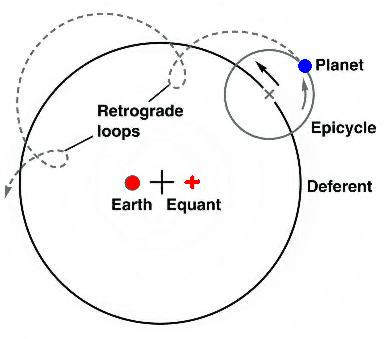 Planet
Retrograde
loops
Epicycle
Deferent
Earth Equant